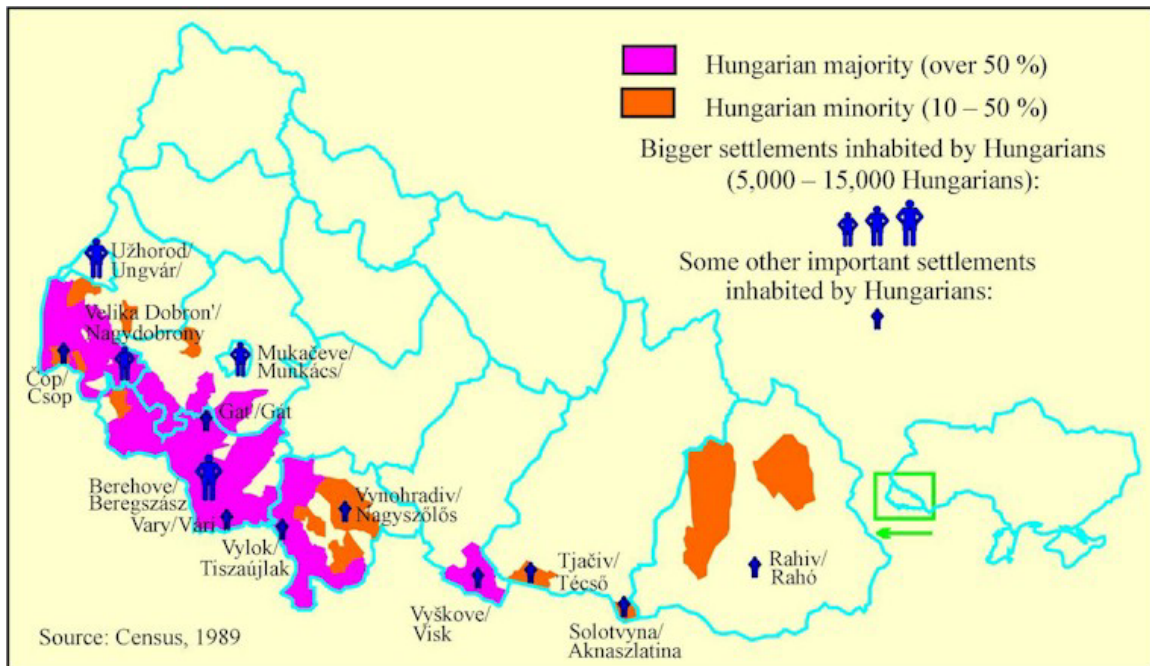 Hungarian majority (over 50 %)
Hungarian minority (10 – 50 %)
Bigger settlements inhabited by Hungarians
(5,000 – 15,000 Hungarians):
Some other important settlements
inhabited by Hungarians:
Užhorod/
Ungvár/
Velika Dobron'/
Nagydobrony
Mukačeve/
Munkács/
Čop/
Csop
Gat'/Gát
Berehove/
Beregszász
Vary/Vári
Vynohradiv/
Nagyszőlős
Vylok/
Tiszaújlak
Tjačiv/
Técső
Rahiv/
Rahó
Vyškove/
Visk
Solotvyna/
Aknaszlatina
Source: Census, 1989